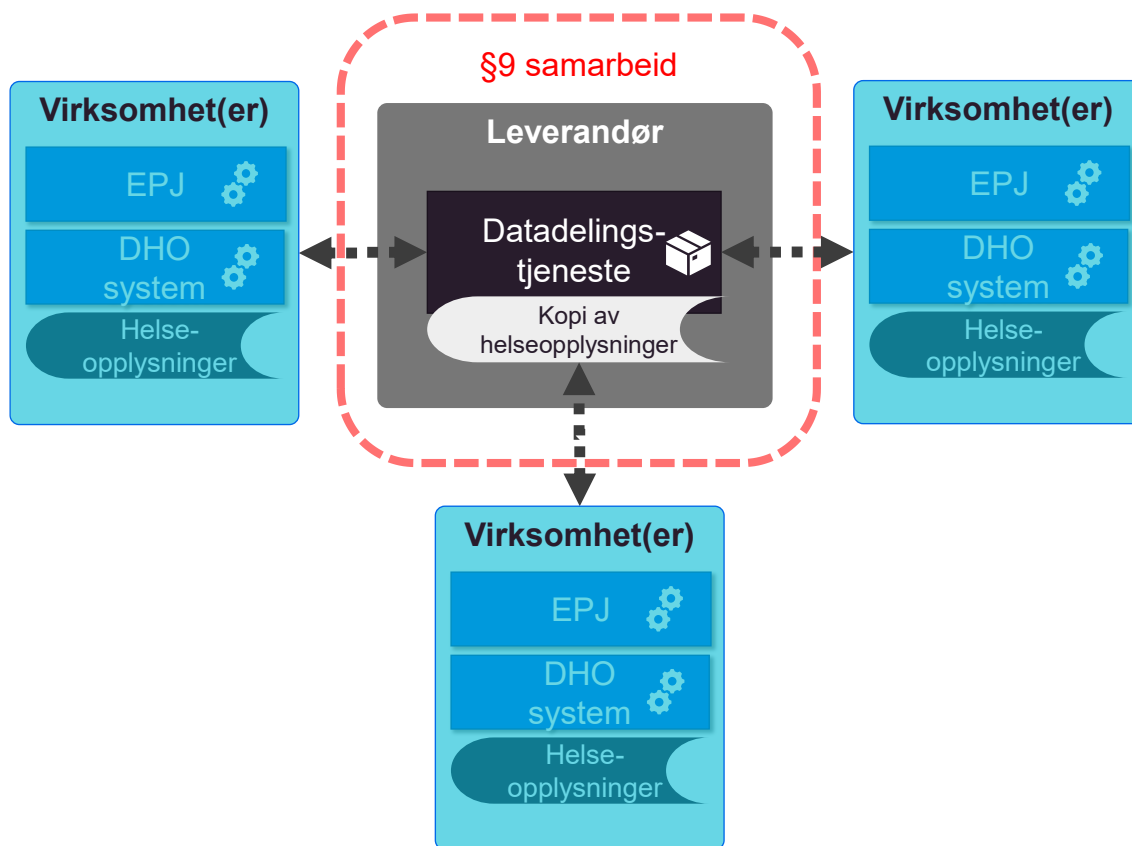 §9 samarbeid
Virksomhet(er)
EPJ
DHO
system
Helse-
opplysninger
Leverandør
Datadelings-
tjeneste
Kopi av
helseopplysninger
Virksomhet(er)
EPJ
DHO
system
Helse-
opplysninger
Virksomhet(er)
EPJ
DHO
system
Helse-
opplysninger